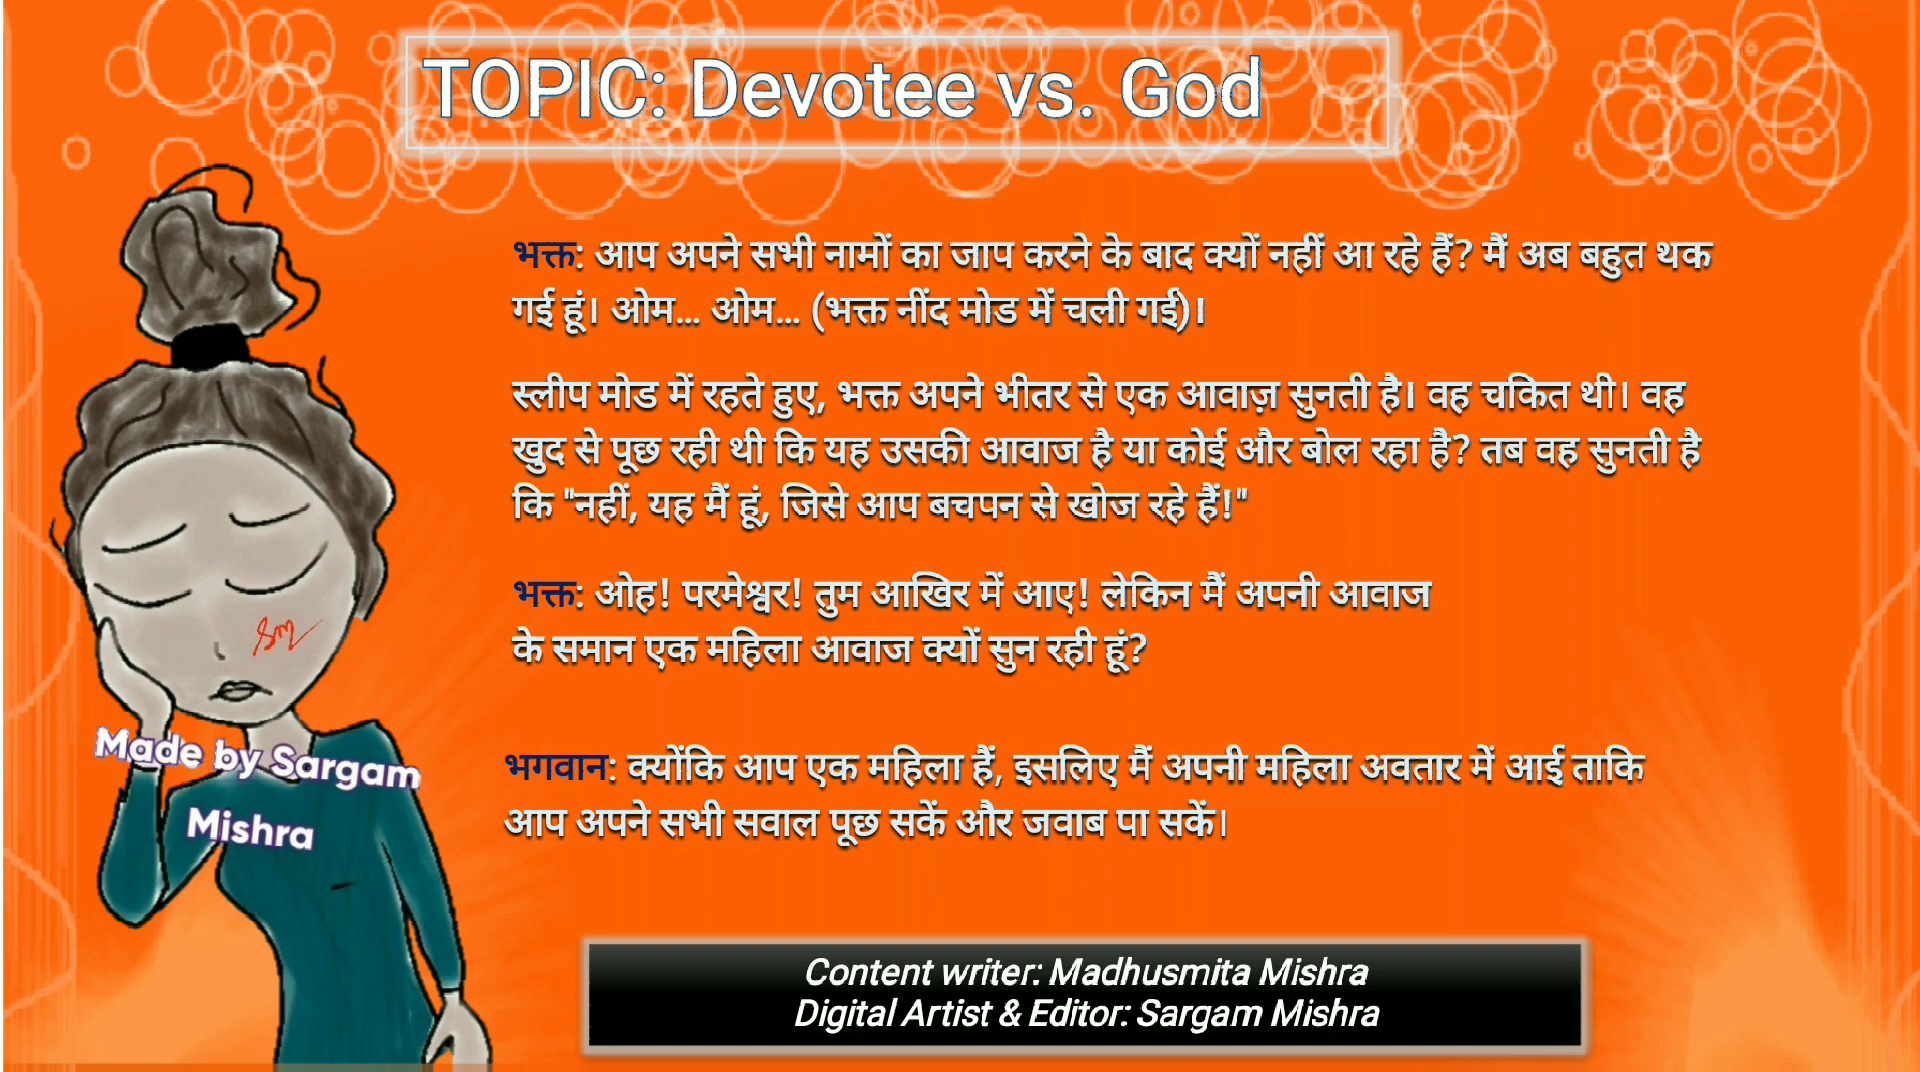 TOPIC: Devotee vs. God
भक्त: आप अपने सभी नामों का जाप करने के बाद क्यों नहीं आ रहे हैं? मैं अब बहुत थक
गई हूं। ओम... ओम... (भक्त नींद मोड में चली गई)।
स्लीप मोड में रहते हुए, भक्त अपने भीतर से एक आवाज़ सुनती है। वह चकित थी। वह
खुद से पूछ रही थी कि यह उसकी आवाज है या कोई और बोल रहा है? तब वह सुनती है
कि "नहीं, यह मैं हूं, जिसे आप बचपन से खोज रहे हैं!"
भक्त: ओह! परमेश्वर! तुम आखिर में आए! लेकिन मैं अपनी आवाज
के समान एक महिला आवाज क्यों सुन रही हूं?
भगवान: क्योंकि आप एक महिला हैं, इसलिए मैं अपनी महिला अवतार में आई ताकि
आप अपने सभी सवाल पूछ सकें और जवाब पा सकें।
Sm
Made by Sargam
Mishra
Content writer: Madhusmita Mishra
Digital Artist & Editor: Sargam Mishra